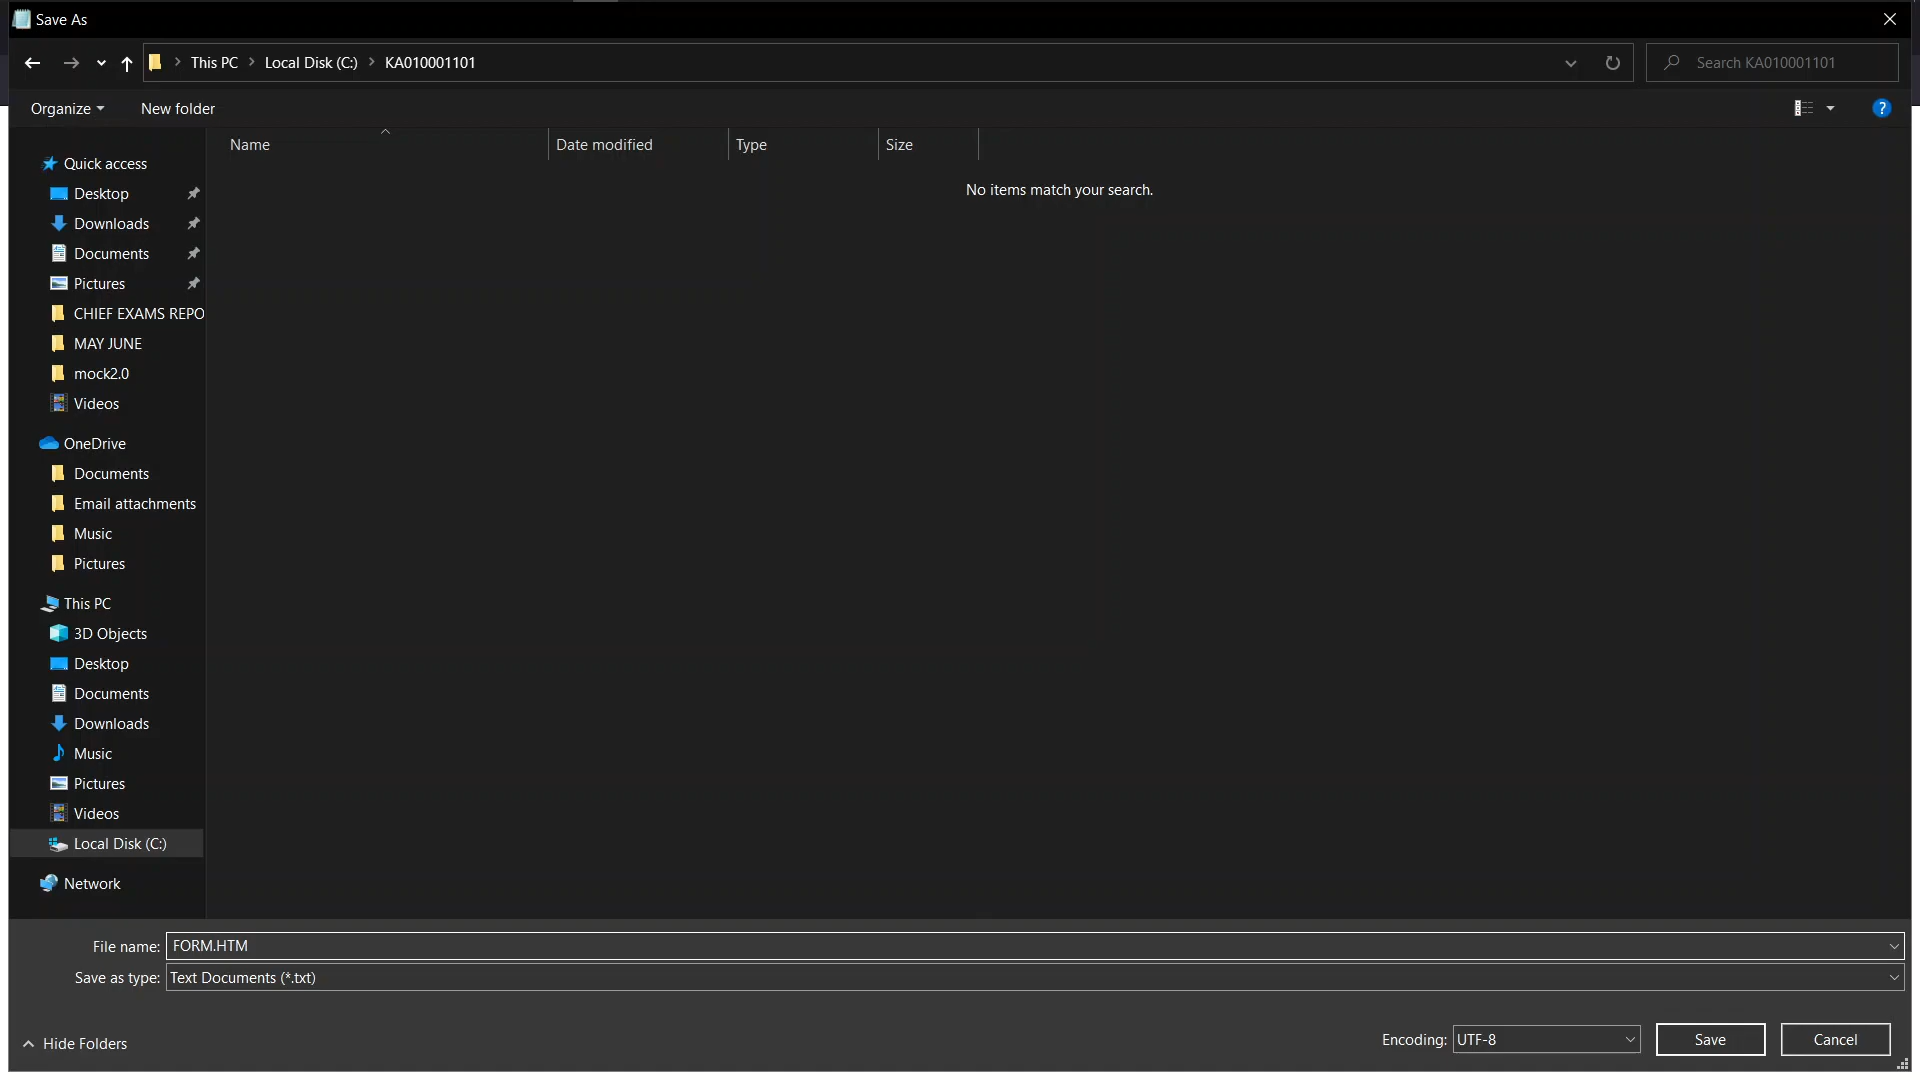 Save As
This PC > Local Disk (C:) > KA010001101
Search KA010001101
Organize
New folder
?
Name
Date modified
Type
Size
No items match your search.
Quick access
Desktop
Downloads
Documents
Pictures
CHIEF EXAMS REPO
MAY JUNE
mock2.0
Videos
OneDrive
Documents
Email attachments
Music
Pictures
This PC
3D Objects
Desktop
Documents
Downloads
Music
Pictures
Videos
Local Disk (C:)
Network
File name: FORM.HTM
Save as type: Text Documents (*.txt)
Hide Folders
Encoding: UTF-8
Save
Cancel